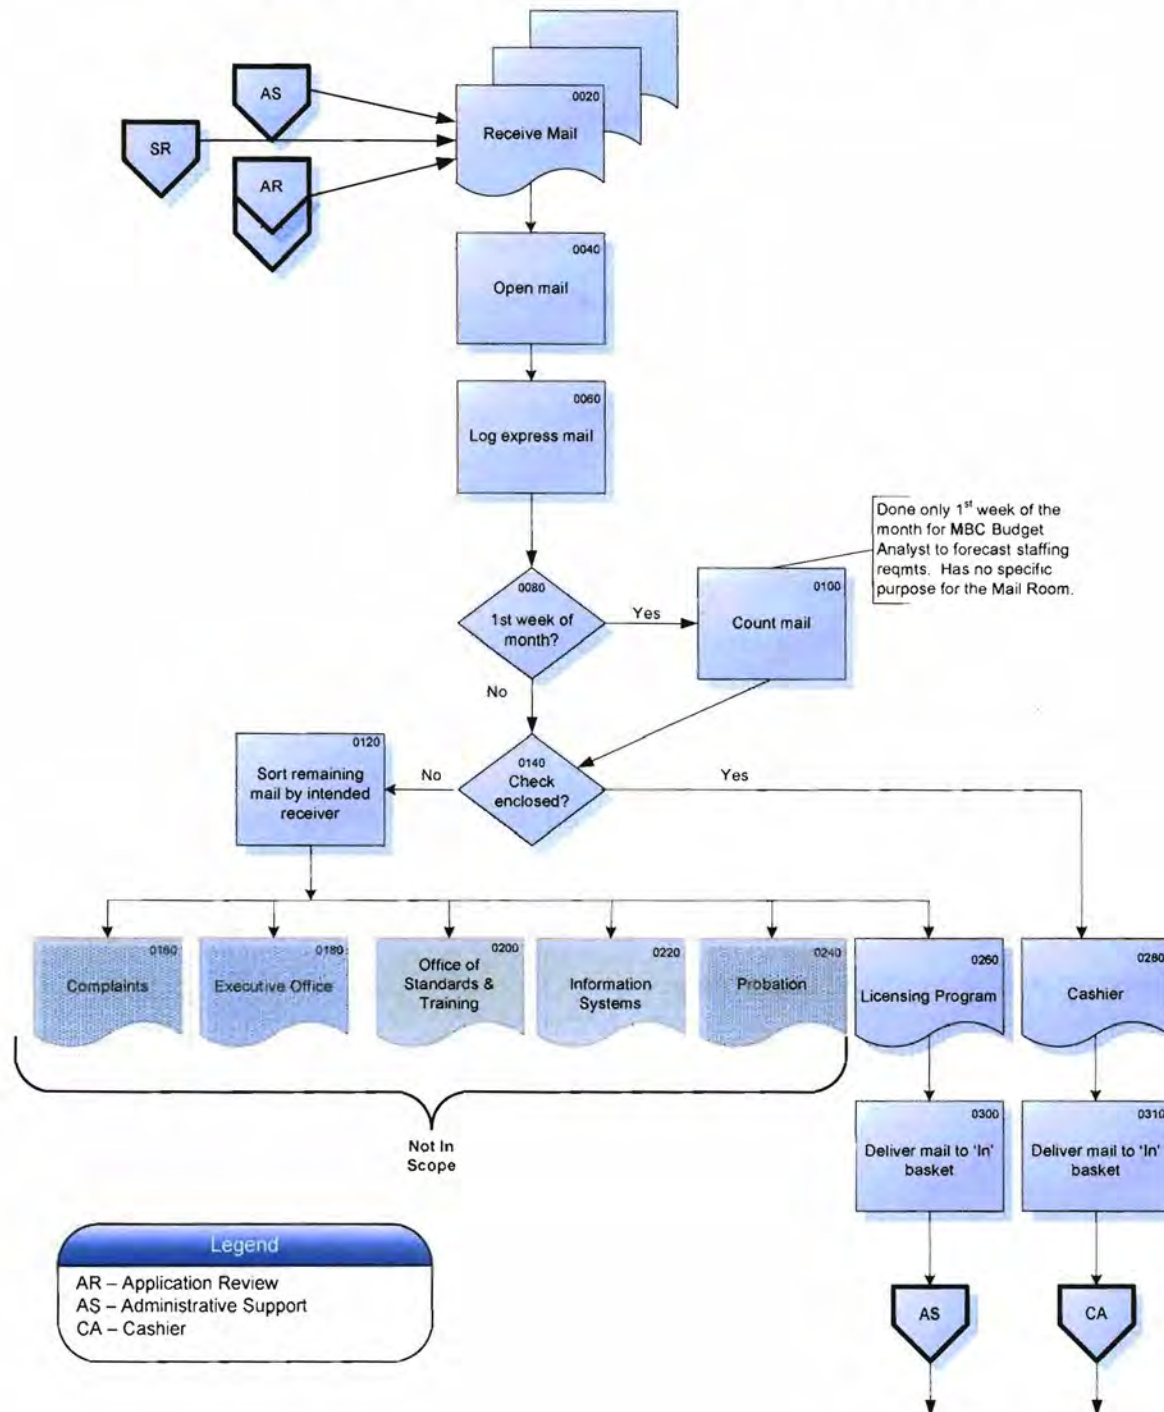 AS
0020
Receive Mail
SR
AR
0040
Open mail
0060
Log express mail
Done only 1st week of the
month for MBC Budget
Analyst to forecast staffing
reqmts. Has no specific
purpose for the Mail Room.
0080
1st week of
month?
Yes
0100
Count mail
No
0120
Sort remaining
mail by intended
receiver
No
0140
Check
enclosed?
Yes
0160
Complaints
0180
Executive Office
0200
Office of
Standards &
Training
0220
Information
Systems
0240
Probation
0260
Licensing Program
0280
Cashier
Not In
Scope
0300
Deliver mail to 'In'
basket
0310
Deliver mail to 'In'
basket
Legend
AR – Application Review
AS – Administrative Support
CA – Cashier
AS
CA